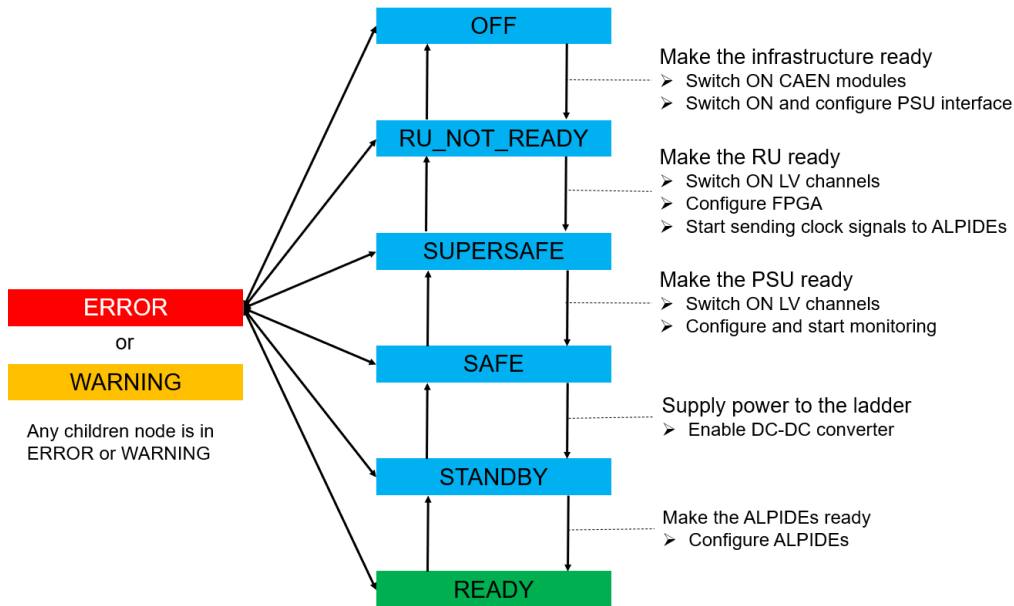 OFF
Make the infrastructure ready
➢ Switch ON CAEN modules
➢ Switch ON and configure PSU interface
RU_NOT_READY
Make the RU ready
➢ Switch ON LV channels
➢ Configure FPGA
➢ Start sending clock signals to ALPIDEs
SUPERSAFE
Make the PSU ready
➢ Switch ON LV channels
➢ Configure and start monitoring
ERROR
or
WARNING
Any children node is in
ERROR or WARNING
SAFE
Supply power to the ladder
➢ Enable DC-DC converter
STANDBY
Make the ALPIDEs ready
➢ Configure ALPIDEs
READY